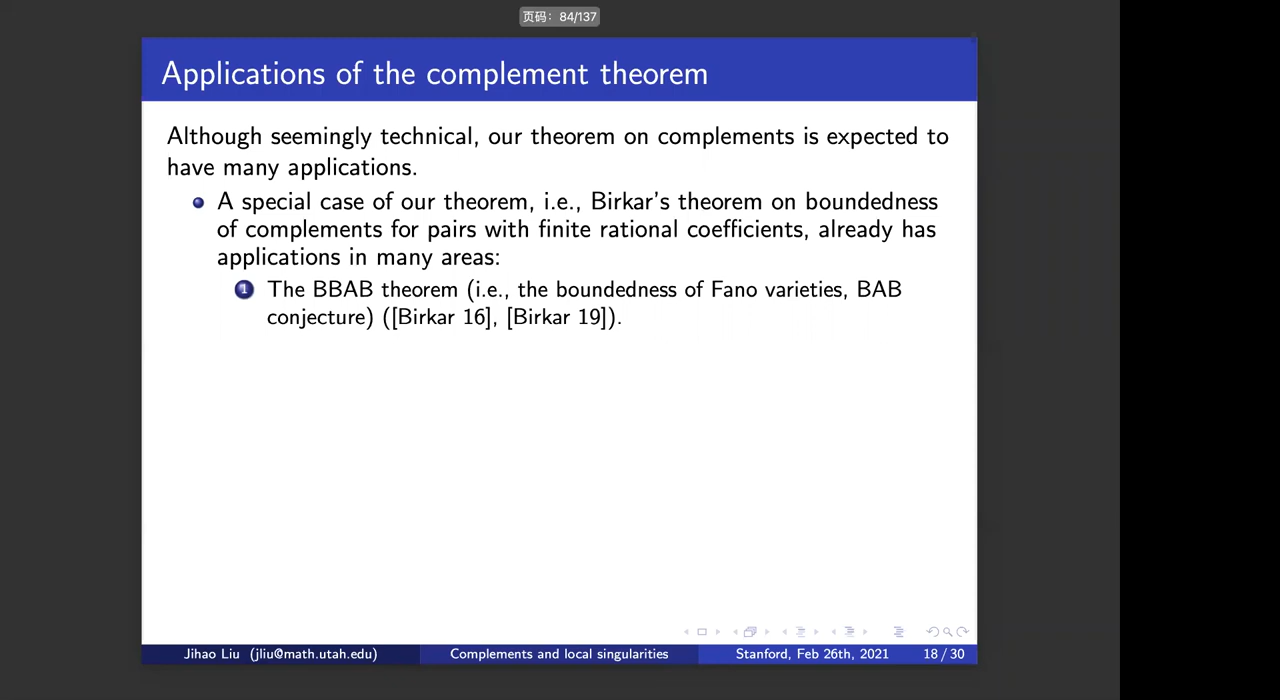 页码：84/137
Applications of the complement theorem
Although seemingly technical, our theorem on complements is expected to
have many applications.
A special case of our theorem, i.e., Birkar's theorem on boundedness
of complements for pairs with finite rational coefficients, already has
applications in many areas:
1 The BBAB theorem (i.e., the boundedness of Fano varieties, BAB
conjecture) ([Birkar 16], [Birkar 19]).
Jihao Liu (jliu@math.utah.edu) Complements and local singularities Stanford, Feb 26th, 2021 18 / 30